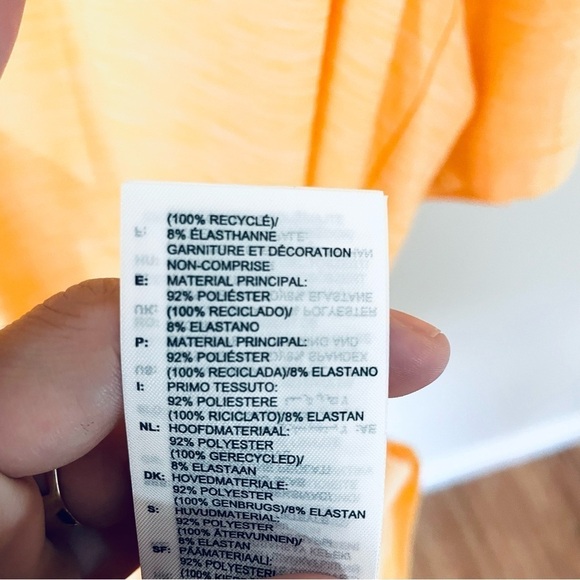 (100% RECYCLÉ)/
8% ÉLASTHANNE
GARNITURE ET DÉCORATION
NON-COMPRISE
E: MATERIAL PRINCIPAL:
92% POLIÉSTER
(100% RECICLADO)/
8% ELASTANO
P: MATERIAL PRINCIPAL:
92% POLIÉSTER
(100% RECICLADA)/8% ELASTANO
I: PRIMO TESSUTO:
92% POLIESTERE
(100% RICICLATO)/8% ELASTAN
NL: HOOFDMATERIAAL:
92% POLYESTER
(100% GERECYCLED)/
8% ELASTAAN
DK: HOVEDMATERIALE:
92% POLYESTER
(100% GENBRUGS)/8% ELASTAN
S: HUVUDMATERIAL:
92% POLYESTER
(100% ÅTERVUNNEN)/
8% ELASTAN
SF: PÄÄMATERIAALI:
92% POLYESTERI
(100%